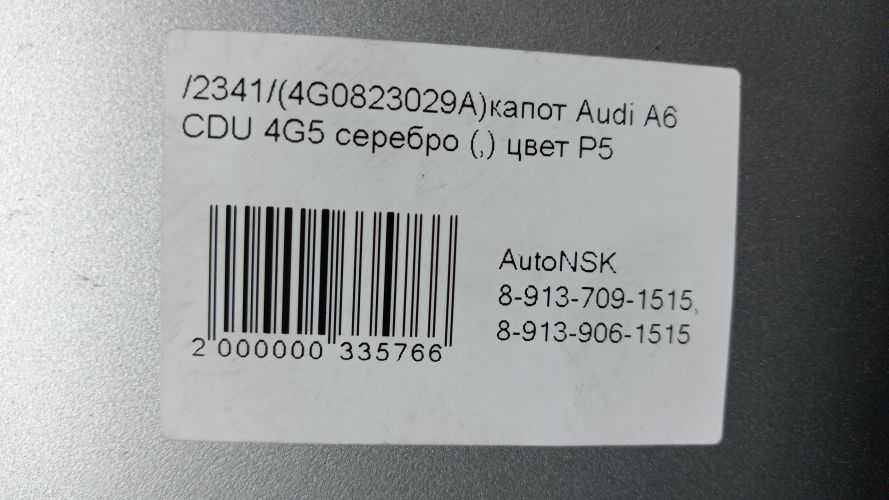 /2341/(4G0823029A)капот Audi A6
CDU 4G5 серебро (,) цвет P5
AutoNSK
8-913-709-1515,
8-913-906-1515
2 000000 335766